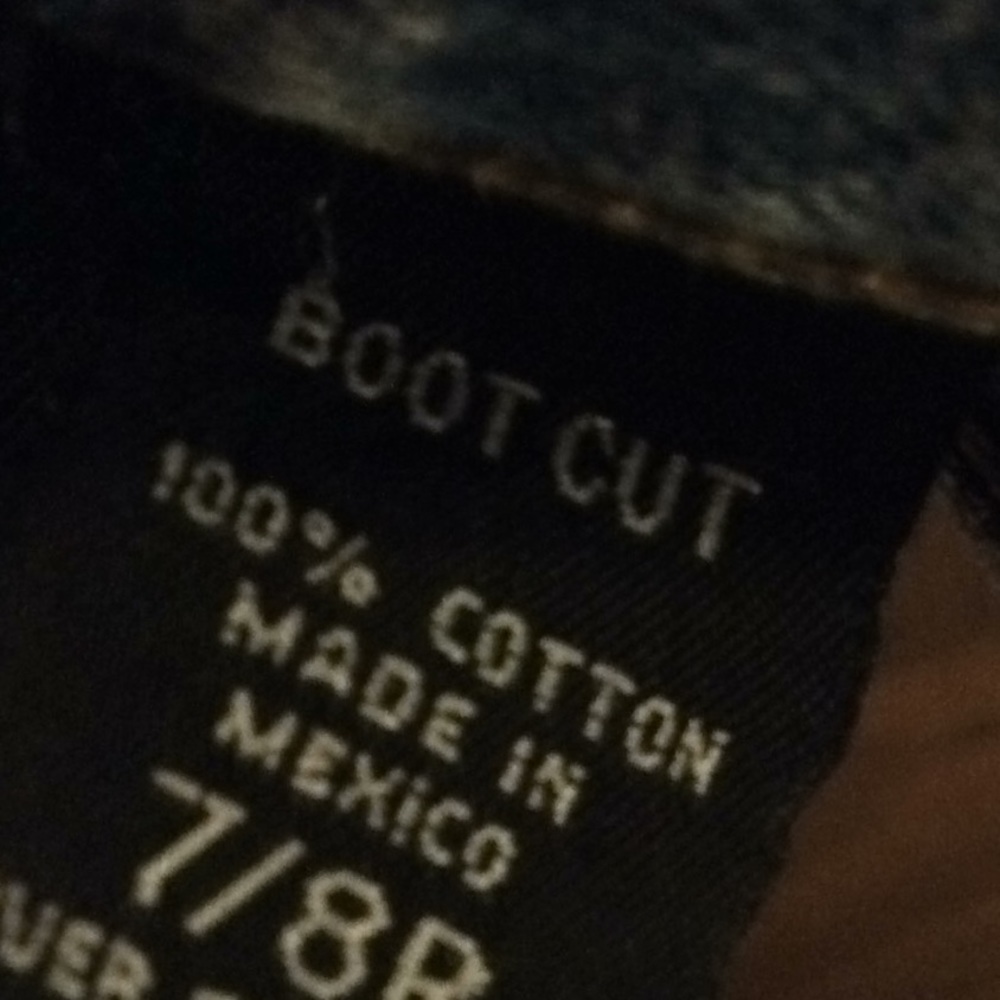 BOOT CUT
100% COTTON
MADE IN
MEXICO
7/8R